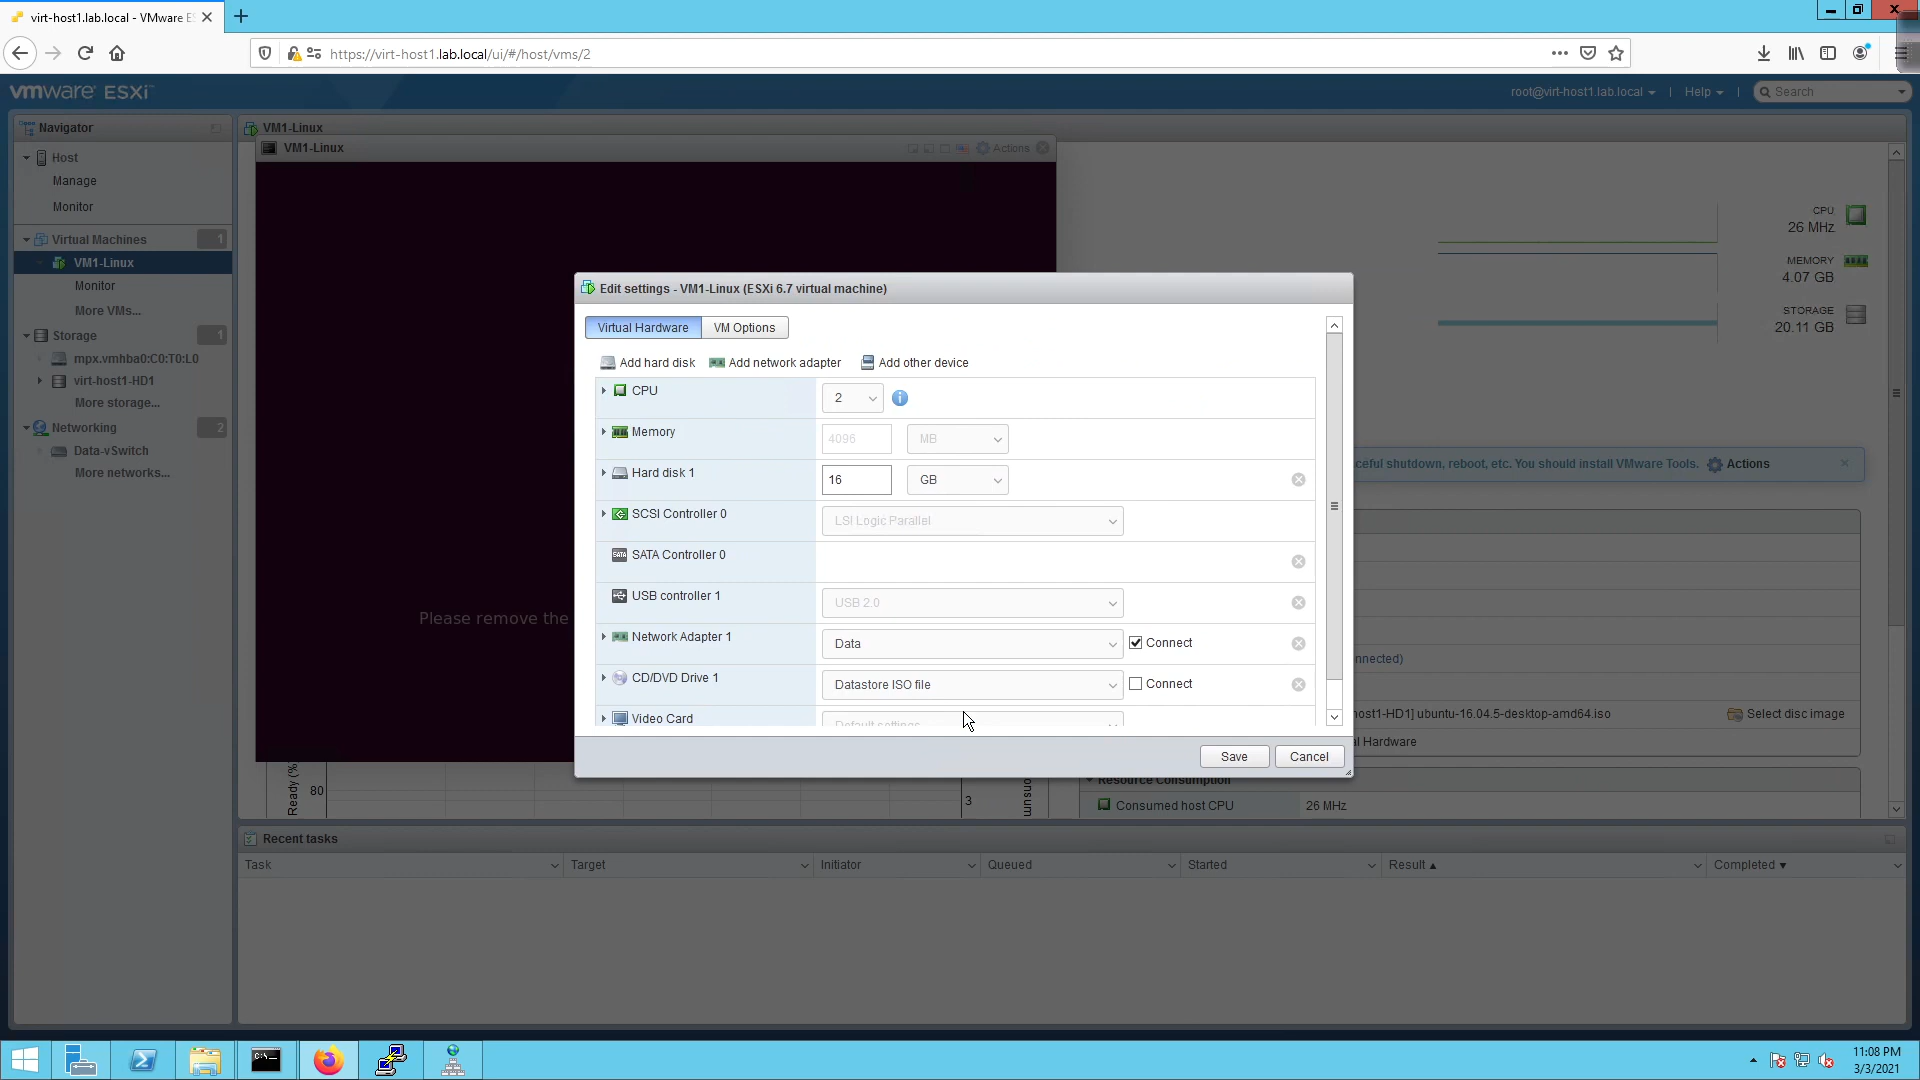 virt-host1.lab.local - VMware E
https://virt-host1.lab.local/ui/#/host/vms/2
vmware ESXi
root@virt-host1.lab.local
Help
Search
Navigator
Host
Manage
Monitor
Virtual Machines
1
VM1-Linux
Monitor
More VMs...
Storage
1
mpx.vmhba0:C0:T0:L0
virt-host1-HD1
More storage...
Networking
2
Data-vSwitch
More networks...
VM1-Linux
VM1-Linux
Actions
CPU
26 MHz
MEMORY
4.07 GB
STORAGE
20.11 GB
Please remove the
ceful shutdown, reboot, etc. You should install VMware Tools.
Actions
nnected)
host1-HD1] ubuntu-16.04.5-desktop-amd64.iso
Select disc image
al Hardware
Resource Consumption
Consumed host CPU
26 MHz
Ready (%)
80
3
Edit settings - VM1-Linux (ESXi 6.7 virtual machine)
Virtual Hardware
VM Options
Add hard disk
Add network adapter
Add other device
CPU
2
Memory
4096
MB
Hard disk 1
16
GB
SCSI Controller 0
LSI Logic Parallel
SATA Controller 0
USB controller 1
USB 2.0
Network Adapter 1
Data
Connect
CD/DVD Drive 1
Datastore ISO file
Connect
Video Card
Default settings
Save
Cancel
Recent tasks
Task
Target
Initiator
Queued
Started
Result
Completed
11:08 PM
3/3/2021